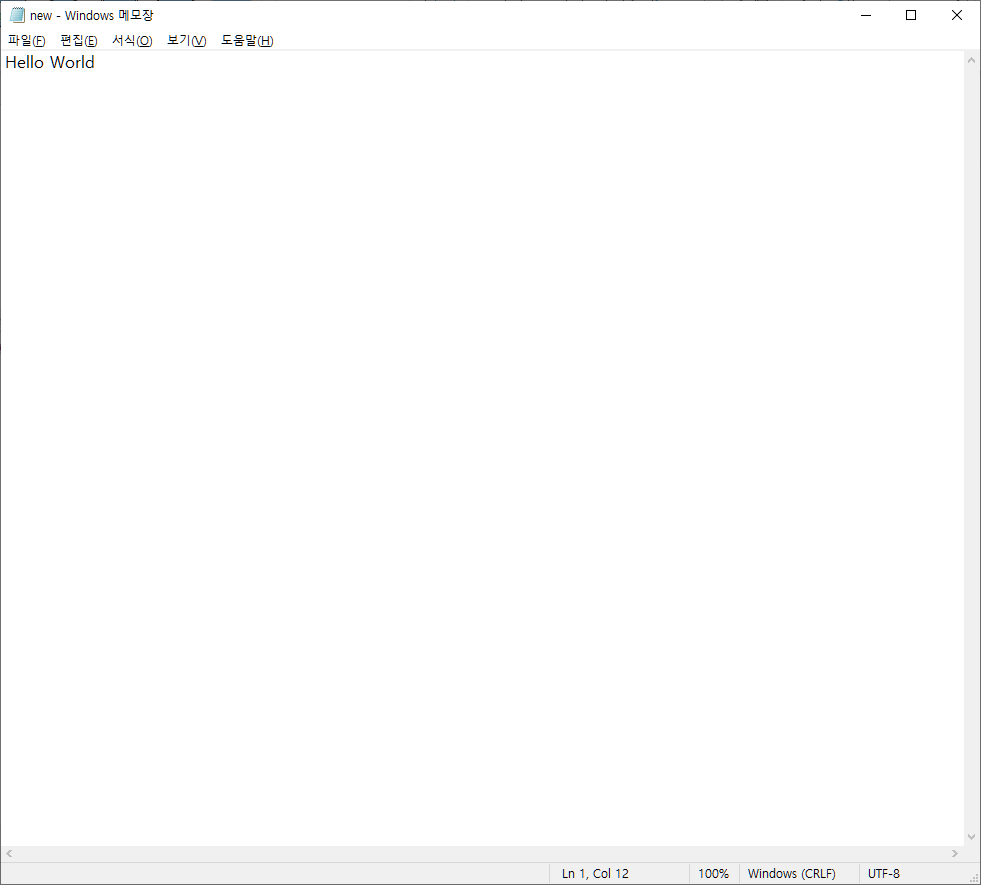 new - Windows 메모장
파일(F) 편집(E) 서식(O) 보기(V) 도움말(H)
Hello World
Ln 1, Col 12 100% Windows (CRLF) UTF-8